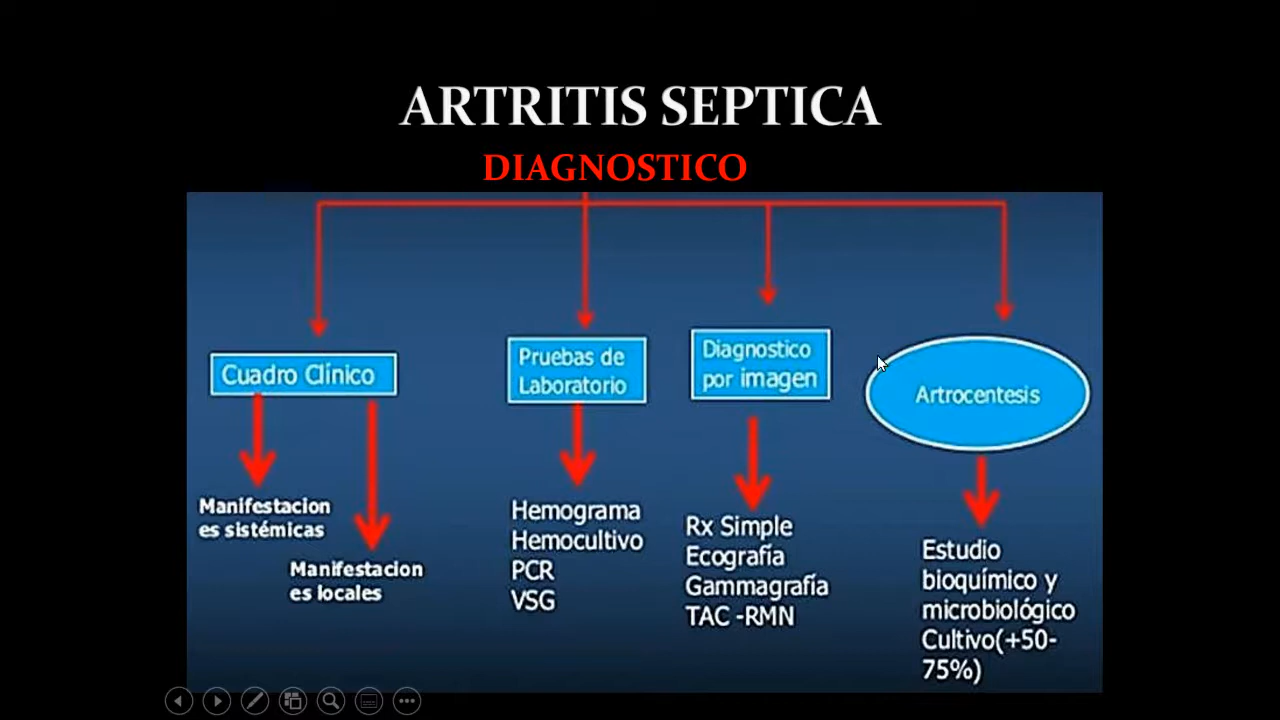 ARTRITIS SEPTICA
DIAGNOSTICO
Cuadro Clínico
Manifestacion
es sistémicas
Manifestacion
es locales
Pruebas de
Laboratorio
Hemograma
Hemocultivo
PCR
VSG
Diagnostico
por imagen
Rx Simple
Ecografía
Gammagrafía
TAC -RMN
Artrocentesis
Estudio
bioquímico y
microbiológico
Cultivo(+50-
75%)